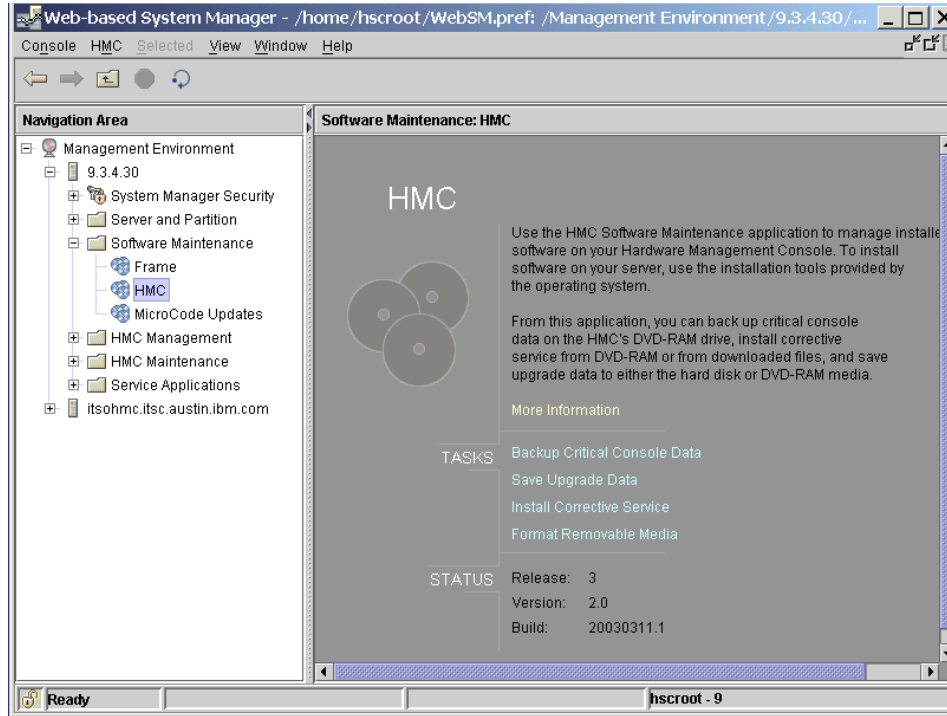 Web-based System Manager - /home/hscroot/WebSM.pref: /Management Environment/9.3.4.30/...
Console HMC Selected View Window Help
Navigation Area
Management Environment
9.3.4.30
System Manager Security
Server and Partition
Software Maintenance
Frame
HMC
MicroCode Updates
HMC Management
HMC Maintenance
Service Applications
itsohmc.itsc.austin.ibm.com
Software Maintenance: HMC
HMC
Use the HMC Software Maintenance application to manage installe
software on your Hardware Management Console. To install
software on your server, use the installation tools provided by
the operating system.
From this application, you can back up critical console
data on the HMC's DVD-RAM drive, install corrective
service from DVD-RAM or from downloaded files, and save
upgrade data to either the hard disk or DVD-RAM media.
More Information
TASKS
Backup Critical Console Data
Save Upgrade Data
Install Corrective Service
Format Removable Media
STATUS
Release: 3
Version: 2.0
Build: 20030311.1
Ready
hscroot - 9